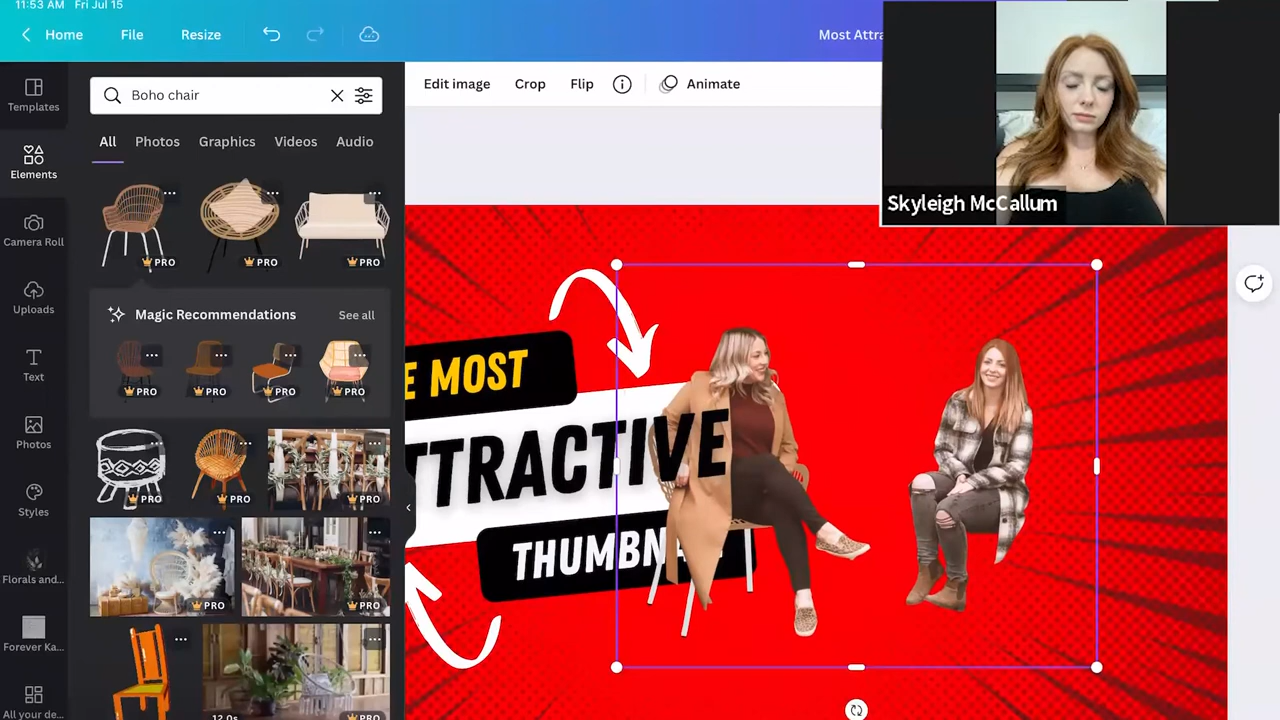 11:53 AM Fri Jul 15
Home File Resize
Most Attra
Templates
Elements
Camera Roll
Uploads
Text
Photos
Styles
Florals and...
Forever Ka...
All your de...
Boho chair
All Photos Graphics Videos Audio
PRO PRO PRO
Magic Recommendations See all
PRO PRO PRO PRO
PRO PRO PRO
PRO PRO
12.0s PRO
Edit image Crop Flip Animate
Skyleigh McCallum
E MOST
TTRACTIVE
THUMBN